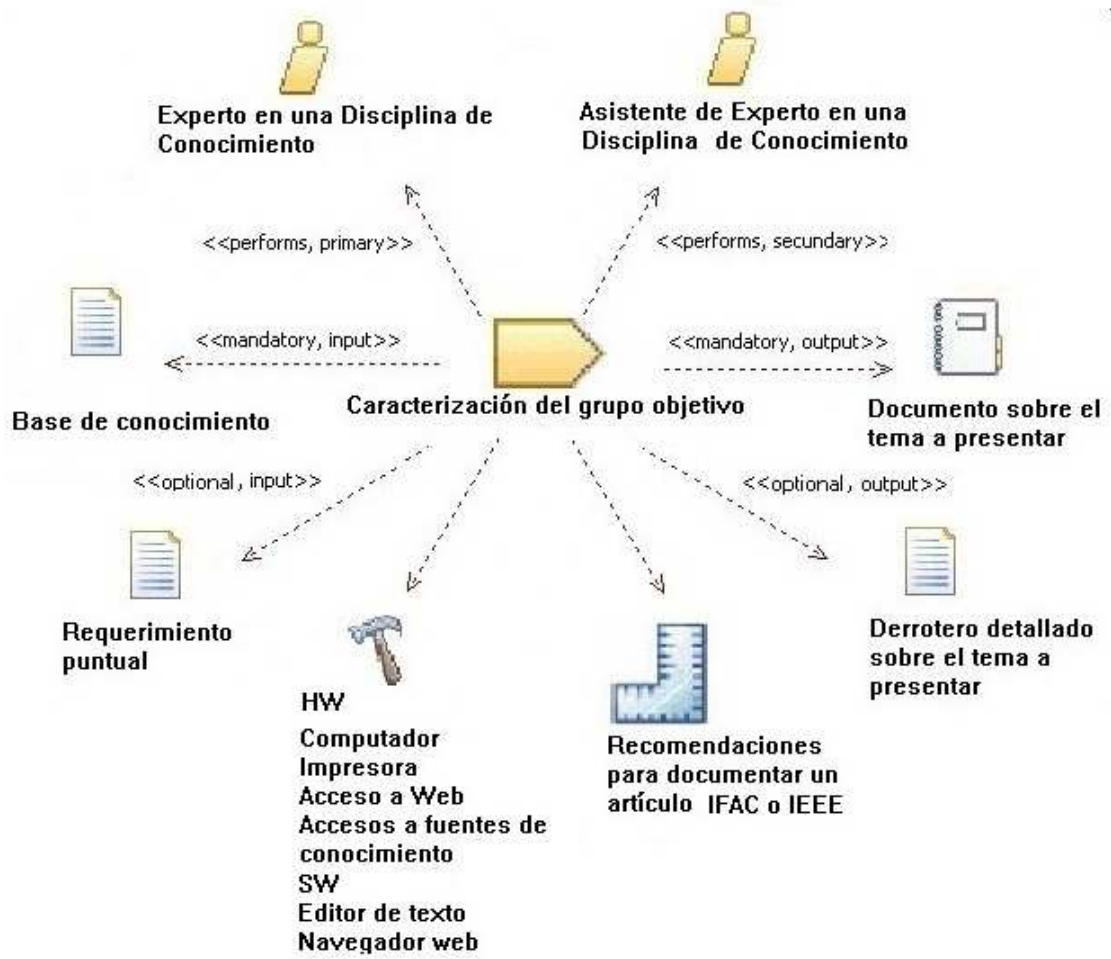 Experto en una Disciplina de
Conocimiento
Asistente de Experto en una
Disciplina de Conocimiento
<<performs, primary>>
<<performs, secundary>>
<<mandatory, input>>
<<mandatory, output>>
Base de conocimiento
Caracterización del grupo objetivo
Documento sobre el
tema a presentar
<<optional, input>>
<<optional, output>>
Requerimiento
puntual
HW
Computador
Impresora
Acceso a Web
Accesos a fuentes de
conocimiento
SW
Editor de texto
Navegador web
Recomendaciones
para documentar un
artículo IFAC o IEEE
Derrotero detallado
sobre el tema a
presentar